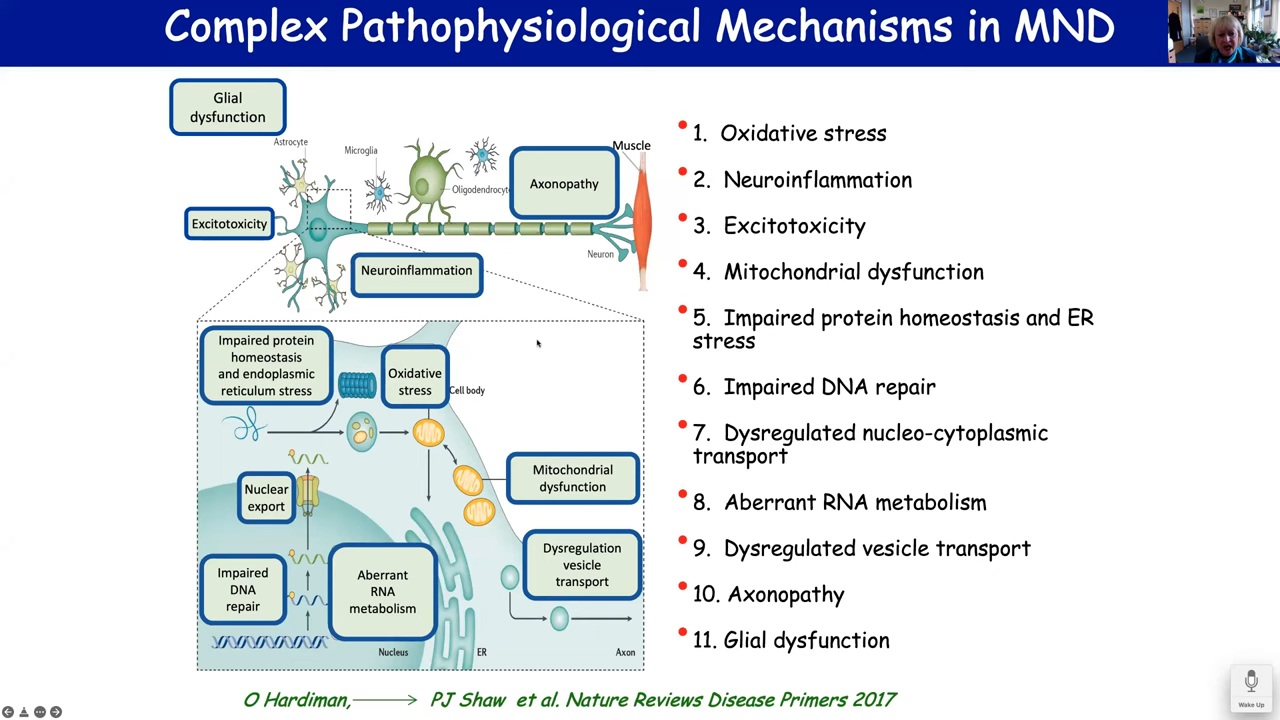 Complex Pathophysiological Mechanisms in MND
Glial
dysfunction
Astrocyte
Microglia
Oligodendrocyte
Axonopathy
Muscle
Excitotoxicity
Neuroinflammation
Neuron
Impaired protein
homeostasis
and endoplasmic
reticulum stress
Oxidative
stress
Cell body
Mitochondrial
dysfunction
Nuclear
export
Dysregulation
vesicle
transport
Impaired
DNA
repair
Aberrant
RNA
metabolism
Nucleus
ER
Axon
• 1. Oxidative stress
• 2. Neuroinflammation
• 3. Excitotoxicity
• 4. Mitochondrial dysfunction
• 5. Impaired protein homeostasis and ER
stress
• 6. Impaired DNA repair
• 7. Dysregulated nucleo-cytoplasmic
transport
• 8. Aberrant RNA metabolism
• 9. Dysregulated vesicle transport
• 10. Axonopathy
• 11. Glial dysfunction
O Hardiman, → PJ Shaw et al. Nature Reviews Disease Primers 2017
Wake Up